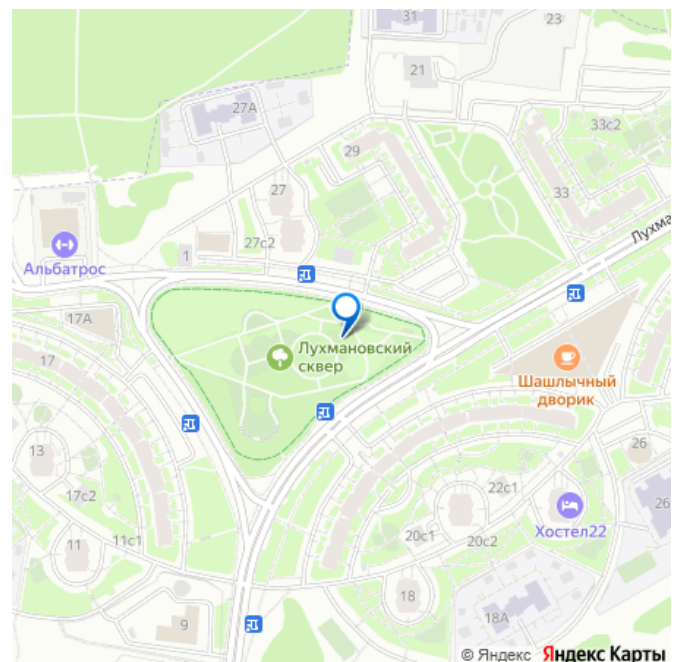 31
23
21
27А
33с2
29
27
33
Лухма
27с2
1
Альбатрос
17А
Лухмановский
сквер
17
Шашлычный
дворик
13
26
22с1
17с2
26
Хостел22
11с1
20с1
20с2
11
18
18А
9
© Яндекс Яндекс Карты